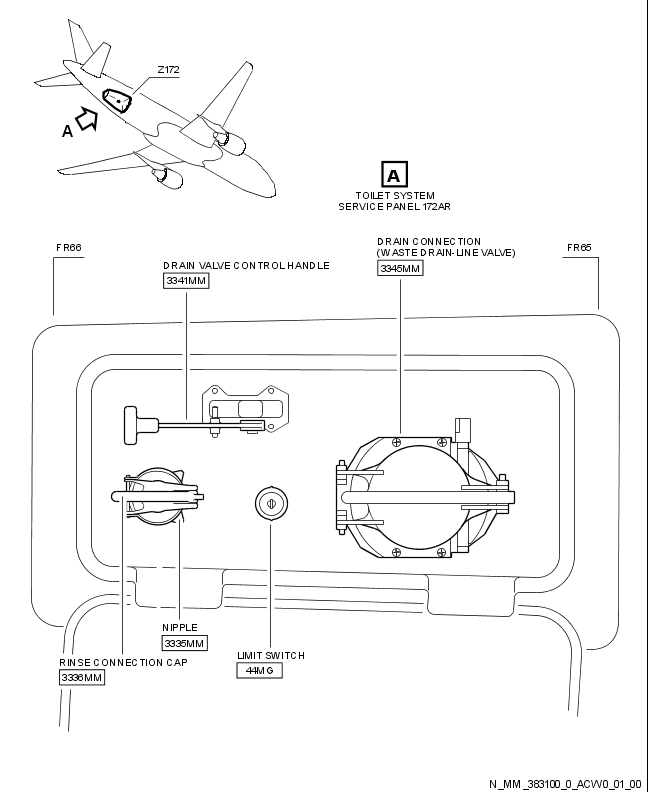 Z172
A
A
TOILET SYSTEM
SERVICE PANEL 172AR
FR66
FR65
DRAIN CONNECTION
(WASTE DRAIN-LINE VALVE)
3345MM
DRAIN VALVE CONTROL HANDLE
3341MM
NIPPLE
3335MM
LIMIT SWITCH
44MG
RINSE CONNECTION CAP
3336MM
N_MM_383100_0_ACW0_01_00